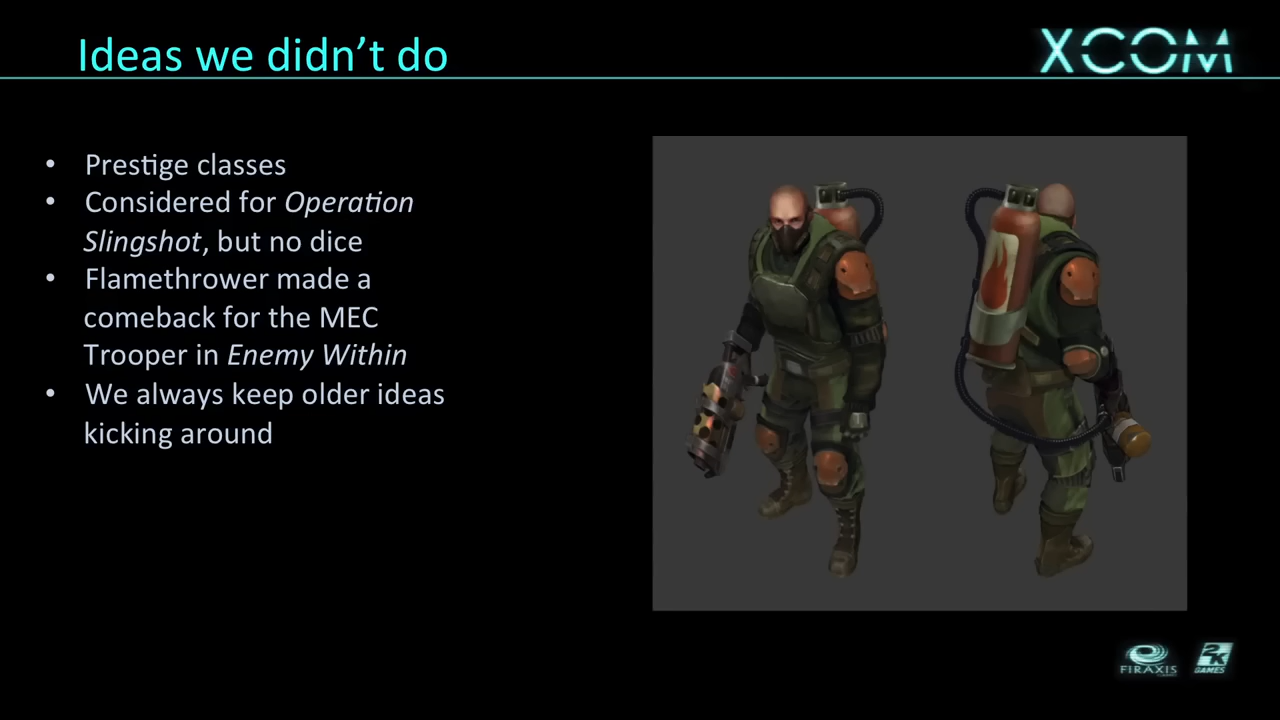 Ideas we didn't do
XCOM
• Prestige classes
• Considered for Operation
Slingshot, but no dice
• Flamethrower made a
comeback for the MEC
Trooper in Enemy Within
• We always keep older ideas
kicking around
FIRAXIS
2K
GAMES